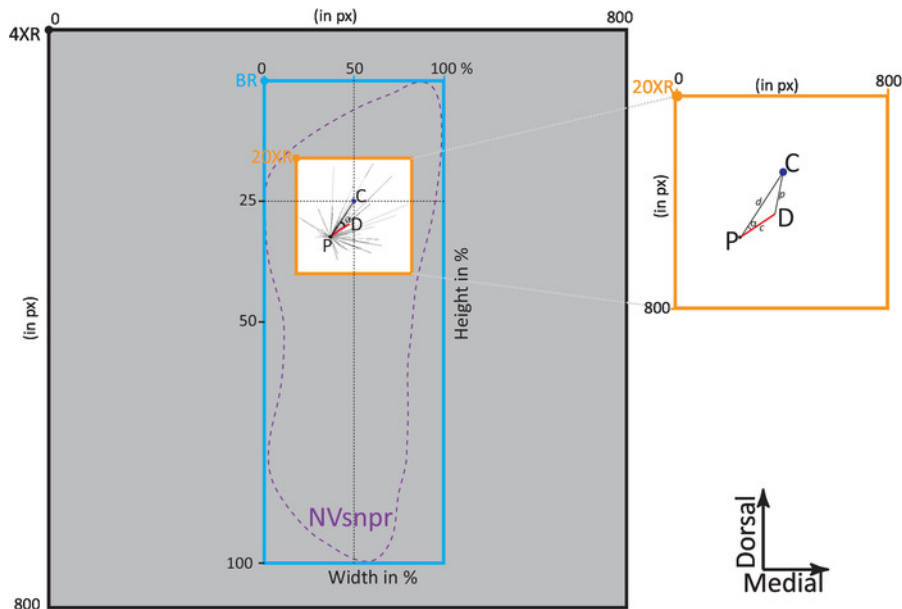 0
(in px)
800
4XR
0
50
100 %
BR
20XR
25
C
α
D
P
50
Height in %
(in px)
NVsnpr
100
Width in %
800
0
(in px)
800
20XR
(in px)
C
d
p
D
α
c
P
800
Dorsal
Medial